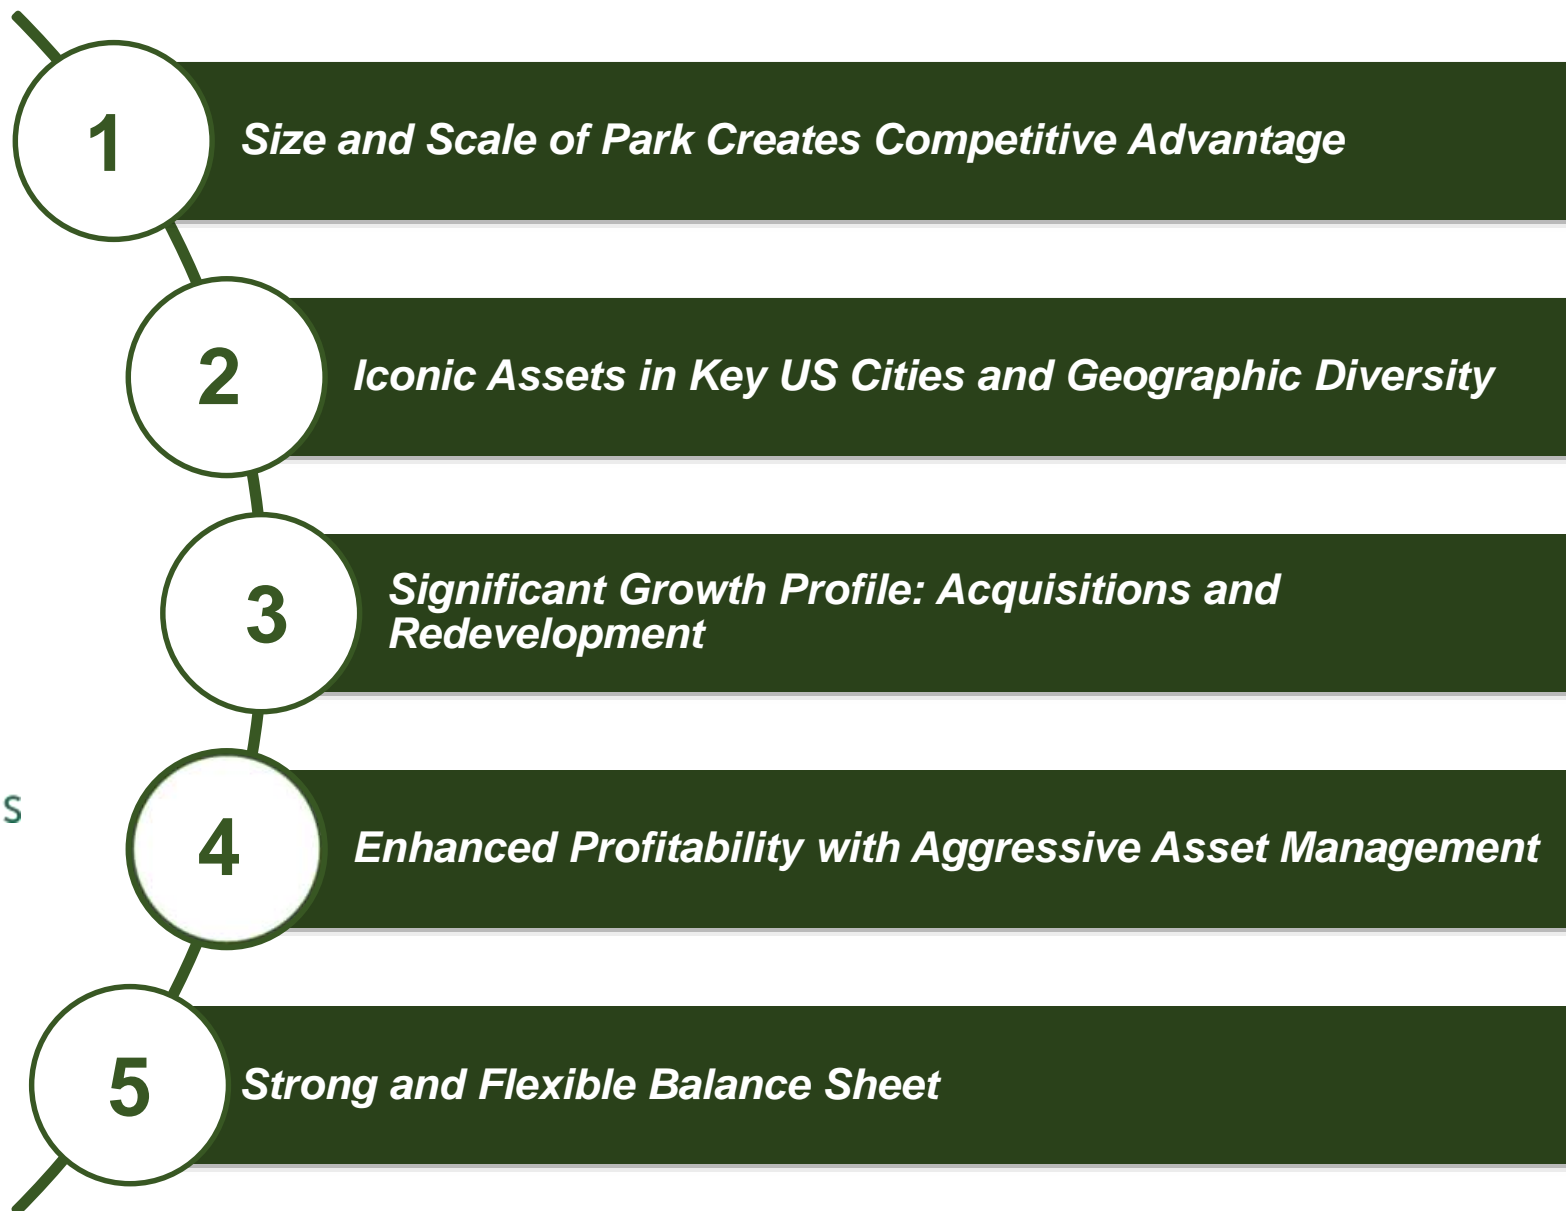 1
Size and Scale of Park Creates Competitive Advantage
2
Iconic Assets in Key US Cities and Geographic Diversity
3
Significant Growth Profile: Acquisitions and
Redevelopment
s
4
Enhanced Profitability with Aggressive Asset Management
5
Strong and Flexible Balance Sheet